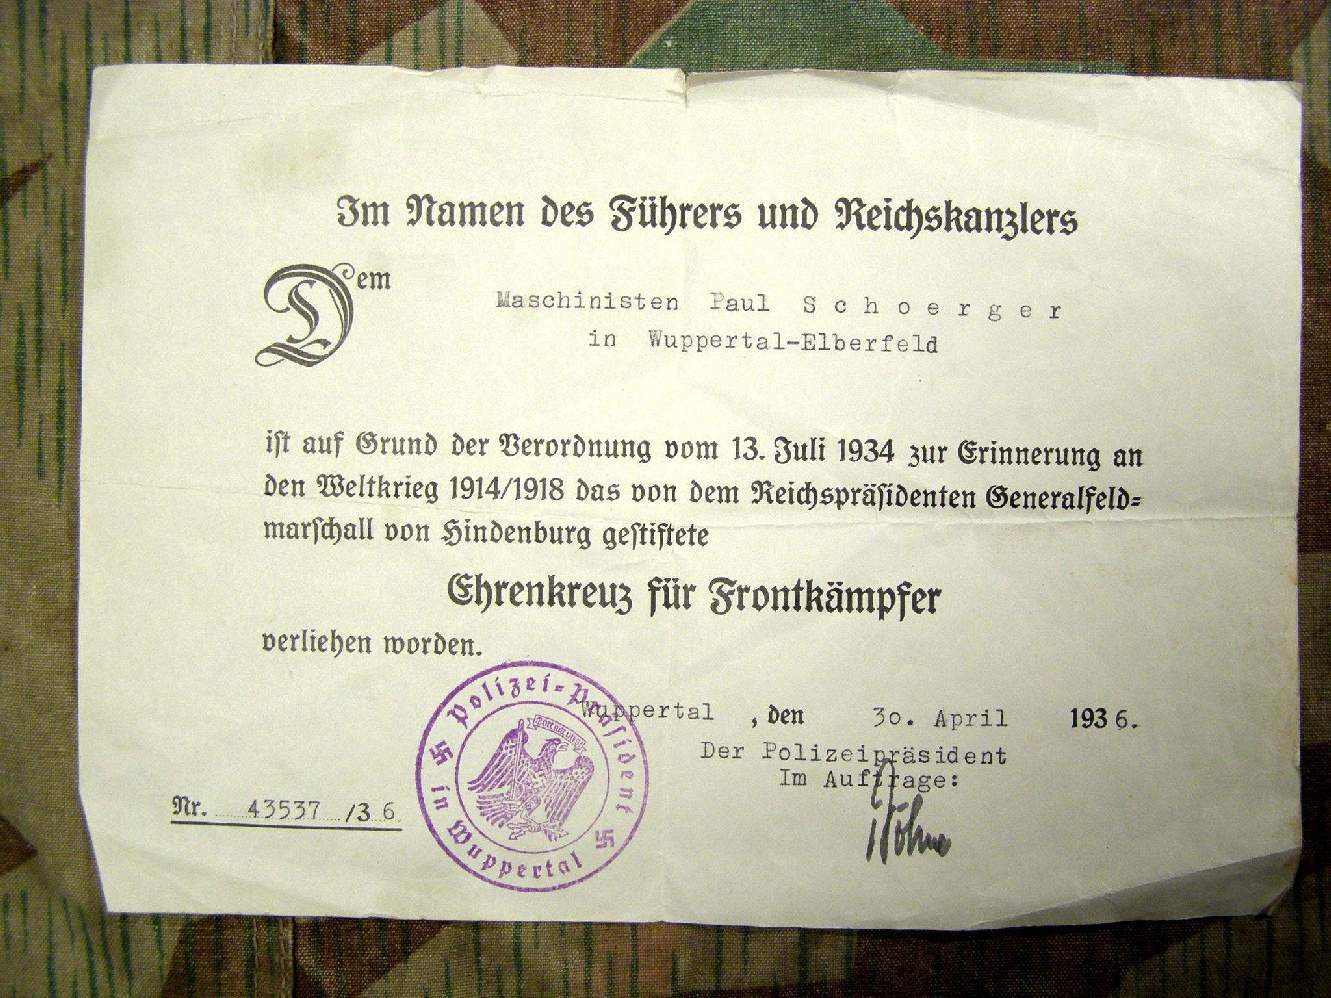 Im Namen des Führers und Reichskanzlers
Dem
Maschinisten Paul Schoerger
in Wuppertal-Elberfeld
ist auf Grund der Verordnung vom 13. Juli 1934 zur Erinnerung an
den Weltkrieg 1914/1918 das von dem Reichspräsidenten Generalfeld=
marschall von Hindenburg gestiftete
Ehrenkreuz für Frontkämpfer
verliehen worden.
Wuppertal, den 30. April 1936.
Der Polizeipräsident
Im Auftrage:
Nr. 43537/36
Polizei=Präsident
in Wuppertal